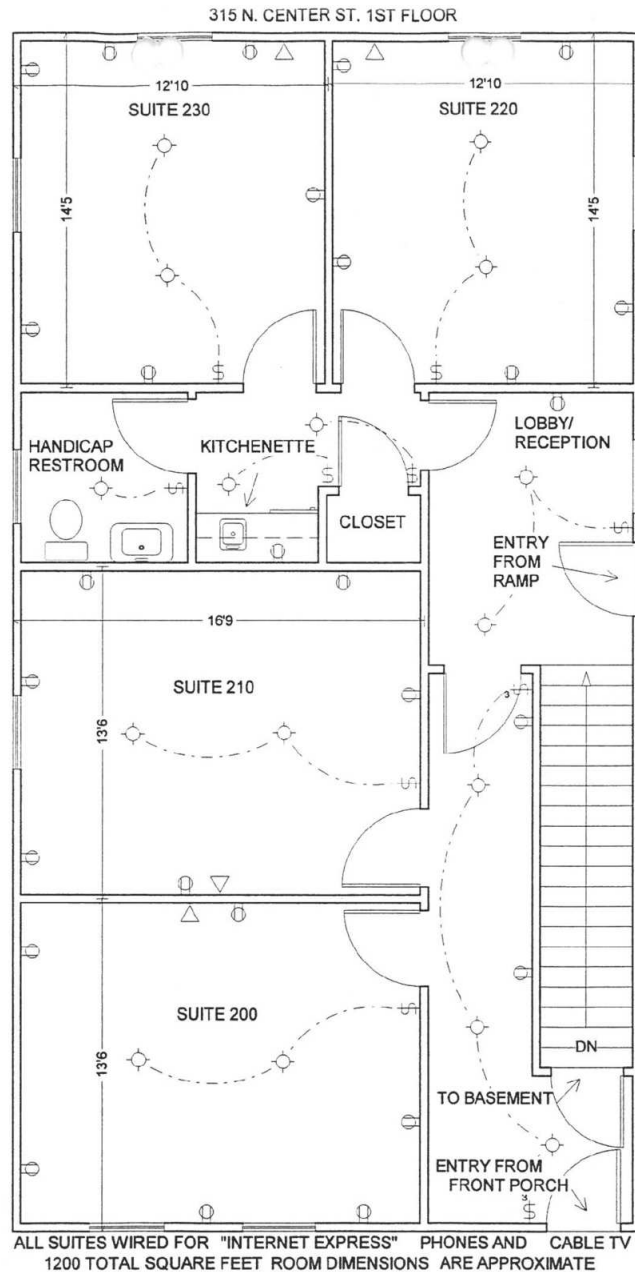 315 N. CENTER ST. 1ST FLOOR
12'10
12'10
SUITE 230
SUITE 220
14'5
14'5
HANDICAP
RESTROOM
KITCHENETTE
LOBBY/
RECEPTION
CLOSET
ENTRY
FROM
RAMP
16'9
SUITE 210
13'6
3
SUITE 200
13'6
DN
TO BASEMENT
ENTRY FROM
FRONT PORCH
3
ALL SUITES WIRED FOR "INTERNET EXPRESS" PHONES AND CABLE TV
1200 TOTAL SQUARE FEET ROOM DIMENSIONS ARE APPROXIMATE